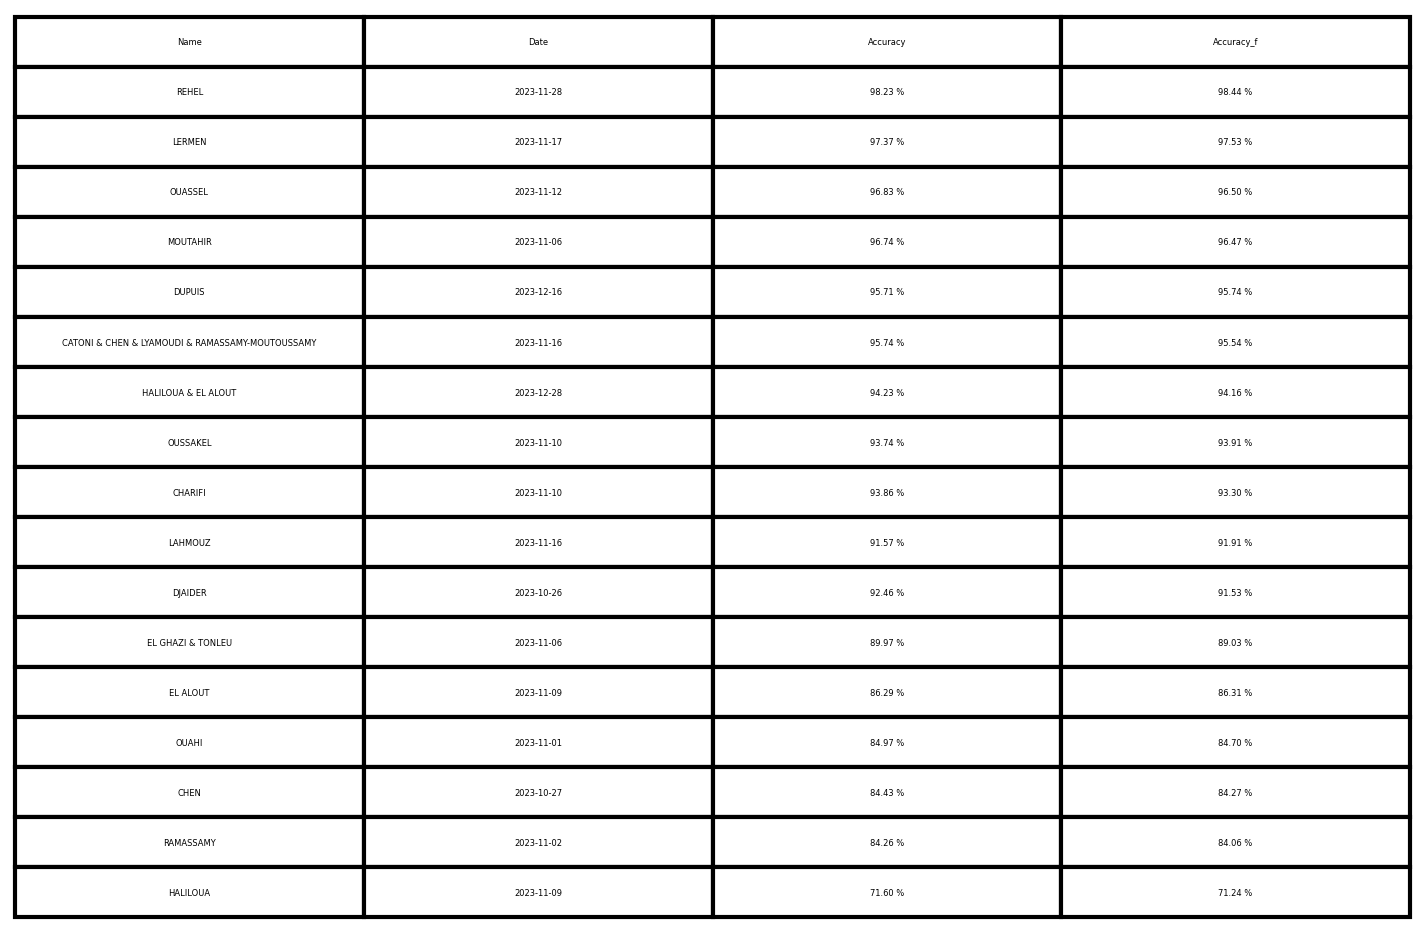 Name Date Accuracy Accuracy_f
REHEL 2023-11-28 98.23 % 98.44 %
LERMEN 2023-11-17 97.37 % 97.53 %
OUASSEL 2023-11-12 96.83 % 96.50 %
MOUTAHIR 2023-11-06 96.74 % 96.47 %
DUPUIS 2023-12-16 95.71 % 95.74 %
CATONI & CHEN & LYAMOUDI & RAMASSAMY-MOUTOUSSAMY 2023-11-16 95.74 % 95.54 %
HALILOUA & EL ALOUT 2023-12-28 94.23 % 94.16 %
OUSSAKEL 2023-11-10 93.74 % 93.91 %
CHARIFI 2023-11-10 93.86 % 93.30 %
LAHMOUZ 2023-11-16 91.57 % 91.91 %
DJAIDER 2023-10-26 92.46 % 91.53 %
EL GHAZI & TONLEU 2023-11-06 89.97 % 89.03 %
EL ALOUT 2023-11-09 86.29 % 86.31 %
OUAHI 2023-11-01 84.97 % 84.70 %
CHEN 2023-10-27 84.43 % 84.27 %
RAMASSAMY 2023-11-02 84.26 % 84.06 %
HALILOUA 2023-11-09 71.60 % 71.24 %